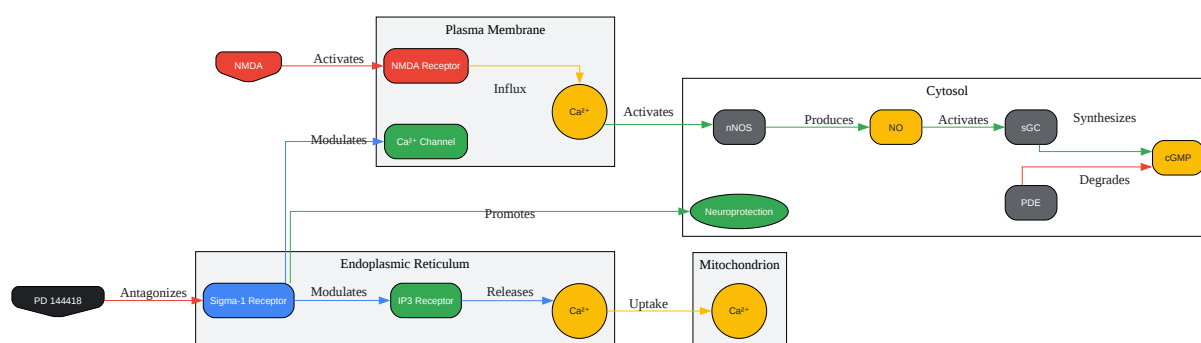 Plasma Membrane
NMDA
Activates
NMDA Receptor
Influx
Ca²⁺
Modulates
Ca²⁺ Channel
Activates
Cytosol
nNOS
Produces
NO
Activates
sGC
Synthesizes
cGMP
Degrades
PDE
Promotes
Neuroprotection
Endoplasmic Reticulum
PD 144418
Antagonizes
Sigma-1 Receptor
Modulates
IP3 Receptor
Releases
Ca²⁺
Uptake
Mitochondrion
Ca²⁺